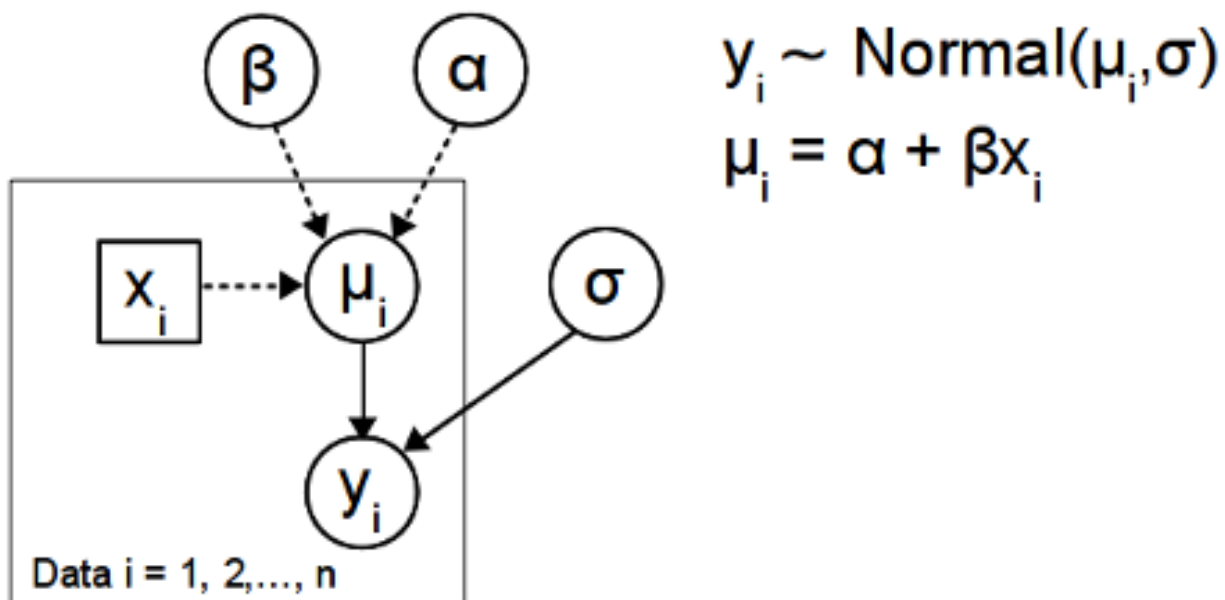 β
α
y_i ~ Normal(μ_i,σ)
μ_i = α + βx_i
x_i
μ_i
σ
y_i
Data i = 1, 2,..., n